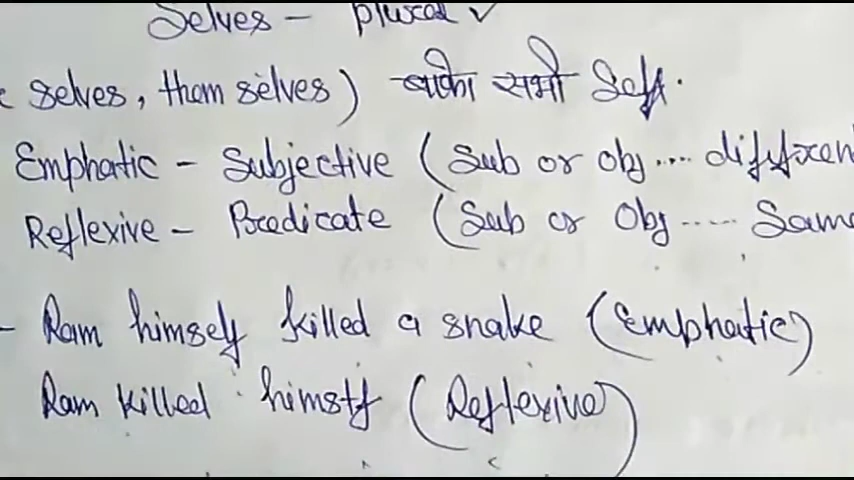 Selves – plural ✓
selves, them selves) बाकी सभी Self.
Emphatic – Subjective (Sub or obj .... differen
Reflexive – Predicate (Sub or Obj ..... Same
– Ram himself killed a snake (Emphatic)
Ram killed himself (Reflexive)